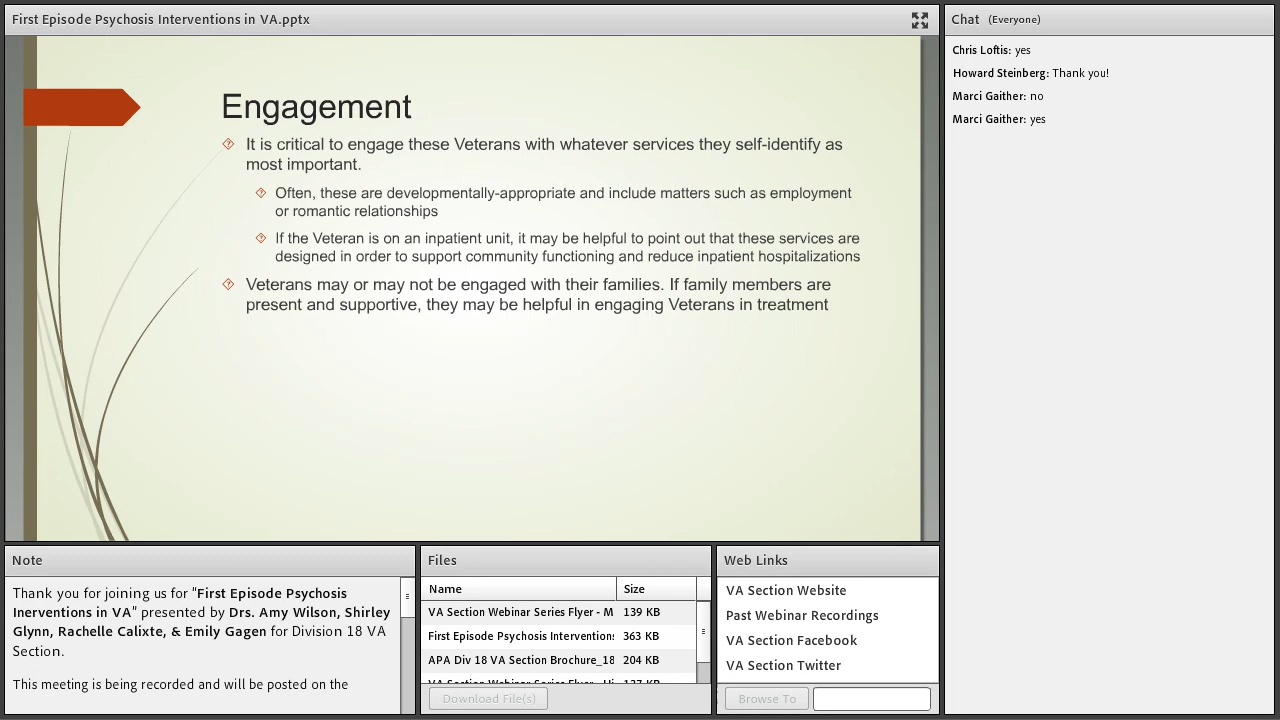 First Episode Psychosis Interventions in VA.pptx
Engagement
It is critical to engage these Veterans with whatever services they self-identify as
most important.
Often, these are developmentally-appropriate and include matters such as employment
or romantic relationships
If the Veteran is on an inpatient unit, it may be helpful to point out that these services are
designed in order to support community functioning and reduce inpatient hospitalizations
Veterans may or may not be engaged with their families. If family members are
present and supportive, they may be helpful in engaging Veterans in treatment
Chat (Everyone)
Chris Loftis: yes
Howard Steinberg: Thank you!
Marci Gaither: no
Marci Gaither: yes
Note
Thank you for joining us for "First Episode Psychosis
Inerventions in VA" presented by Drs. Amy Wilson, Shirley
Glynn, Rachelle Calixte, & Emily Gagen for Division 18 VA
Section.
This meeting is being recorded and will be posted on the
Files
Name Size
VA Section Webinar Series Flyer - M 139 KB
First Episode Psychosis Interventions 363 KB
APA Div 18 VA Section Brochure_18 204 KB
VA Section Webinar Series Flyer - Hi 137 KB
Download File(s)
Web Links
VA Section Website
Past Webinar Recordings
VA Section Facebook
VA Section Twitter
Browse To